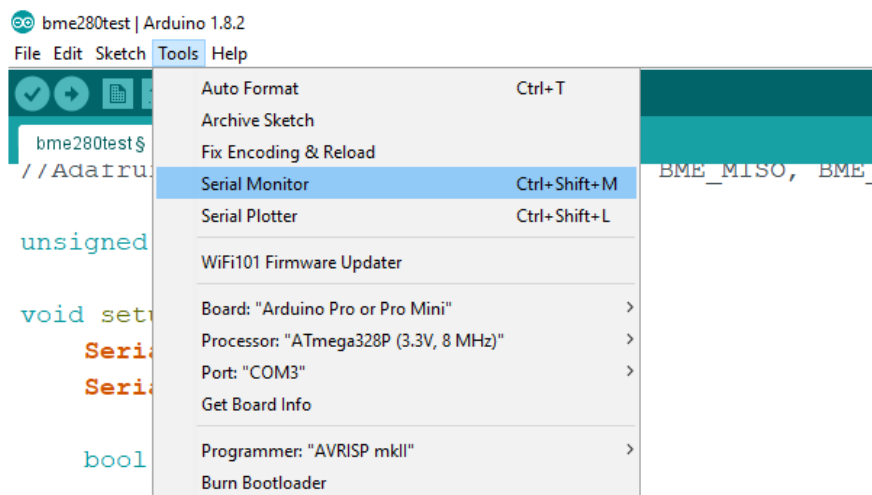 bme280test | Arduino 1.8.2
File Edit Sketch Tools Help
Auto Format Ctrl+T
Archive Sketch
bme280test §
Fix Encoding & Reload
//Adafrui BME_MISO, BME_
Serial Monitor Ctrl+Shift+M
Serial Plotter Ctrl+Shift+L
unsigned
WiFi101 Firmware Updater
Board: "Arduino Pro or Pro Mini"
void setu
Processor: "ATmega328P (3.3V, 8 MHz)"
Seria
Port: "COM3"
Seria
Get Board Info
Programmer: "AVRISP mkII"
bool
Burn Bootloader